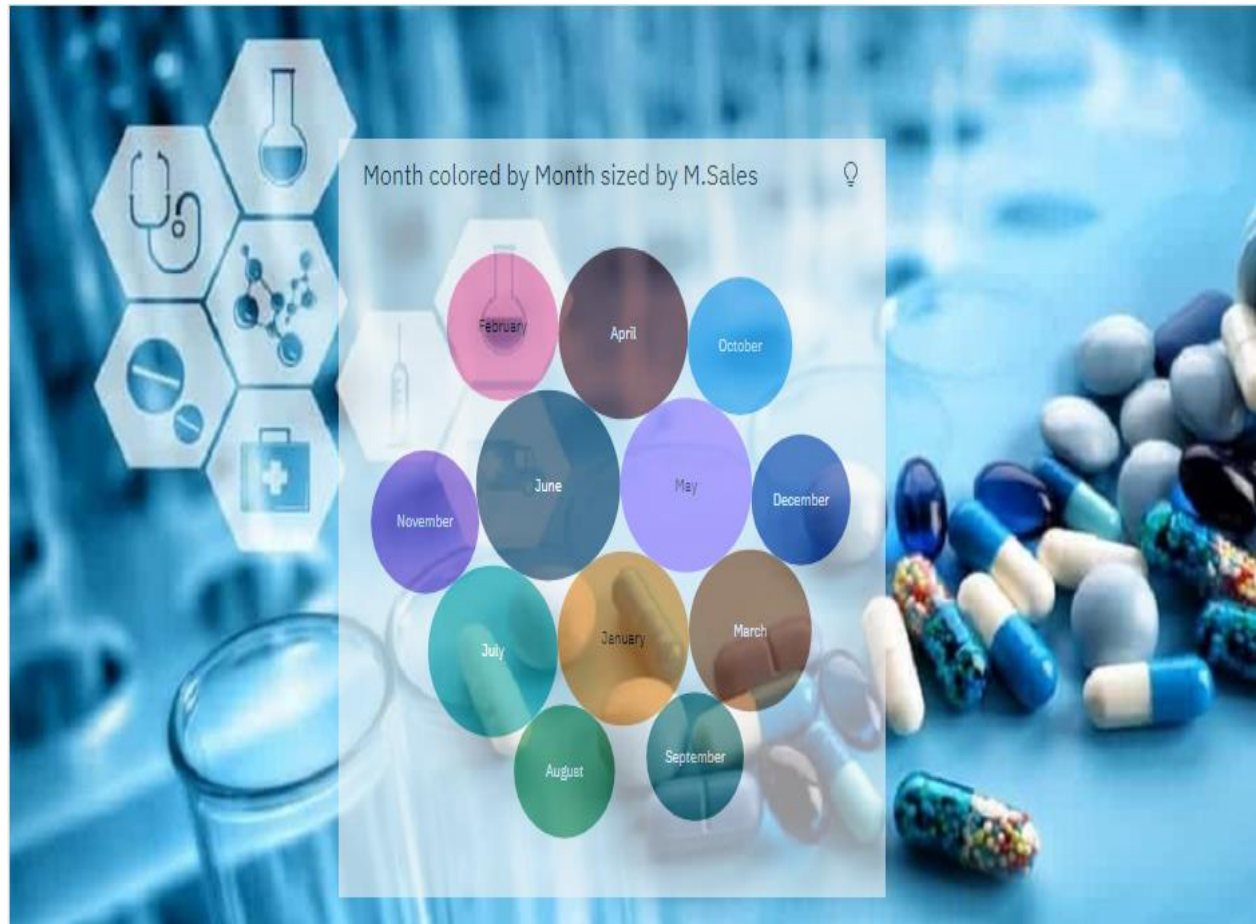 Month colored by Month sized by M.Sales
February
April
October
June
May
December
November
July
January
March
August
September